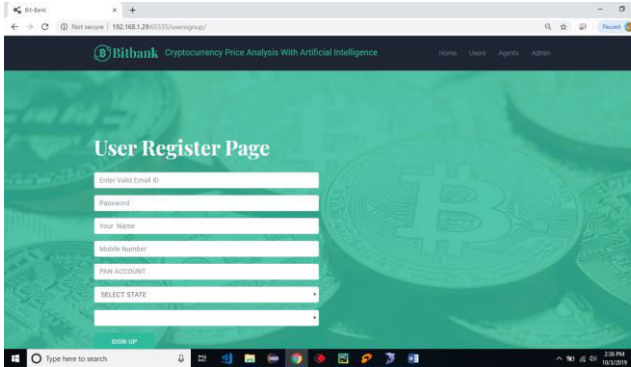 Bit-Bank
Not secure | 192.168.1.29:65535/usersignup/
Paused
Bitbank Cryptocurrency Price Analysis With Artificial Intelligence
Home Users Agents Admin
User Register Page
Enter Valid Email ID
Password
Your Name
Mobile Number
PAN ACCOUNT
SELECT STATE
SIGN UP
Type here to search
2:06 PM
10/3/2019